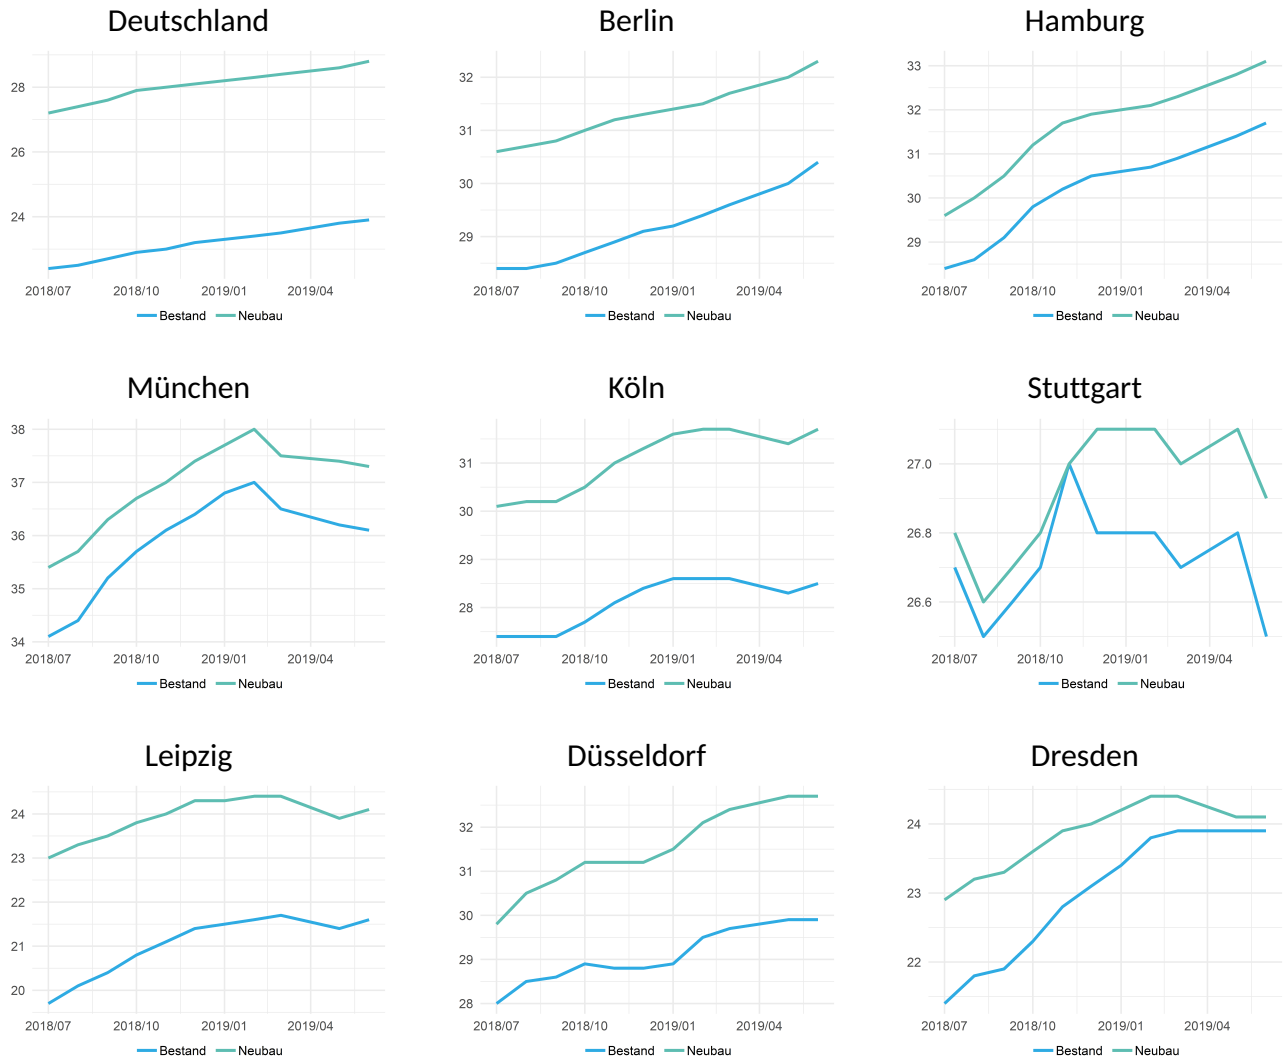 Deutschland
28
26
24
2018/07 2018/10 2019/01 2019/04
Bestand Neubau
Berlin
32
31
30
29
2018/07 2018/10 2019/01 2019/04
Bestand Neubau
Hamburg
33
32
31
30
29
2018/07 2018/10 2019/01 2019/04
Bestand Neubau
München
38
37
36
35
34
2018/07 2018/10 2019/01 2019/04
Bestand Neubau
Köln
31
30
29
28
2018/07 2018/10 2019/01 2019/04
Bestand Neubau
Stuttgart
27.0
26.8
26.6
2018/07 2018/10 2019/01 2019/04
Bestand Neubau
Leipzig
24
23
22
21
20
2018/07 2018/10 2019/01 2019/04
Bestand Neubau
Düsseldorf
32
31
30
29
28
2018/07 2018/10 2019/01 2019/04
Bestand Neubau
Dresden
24
23
22
2018/07 2018/10 2019/01 2019/04
Bestand Neubau